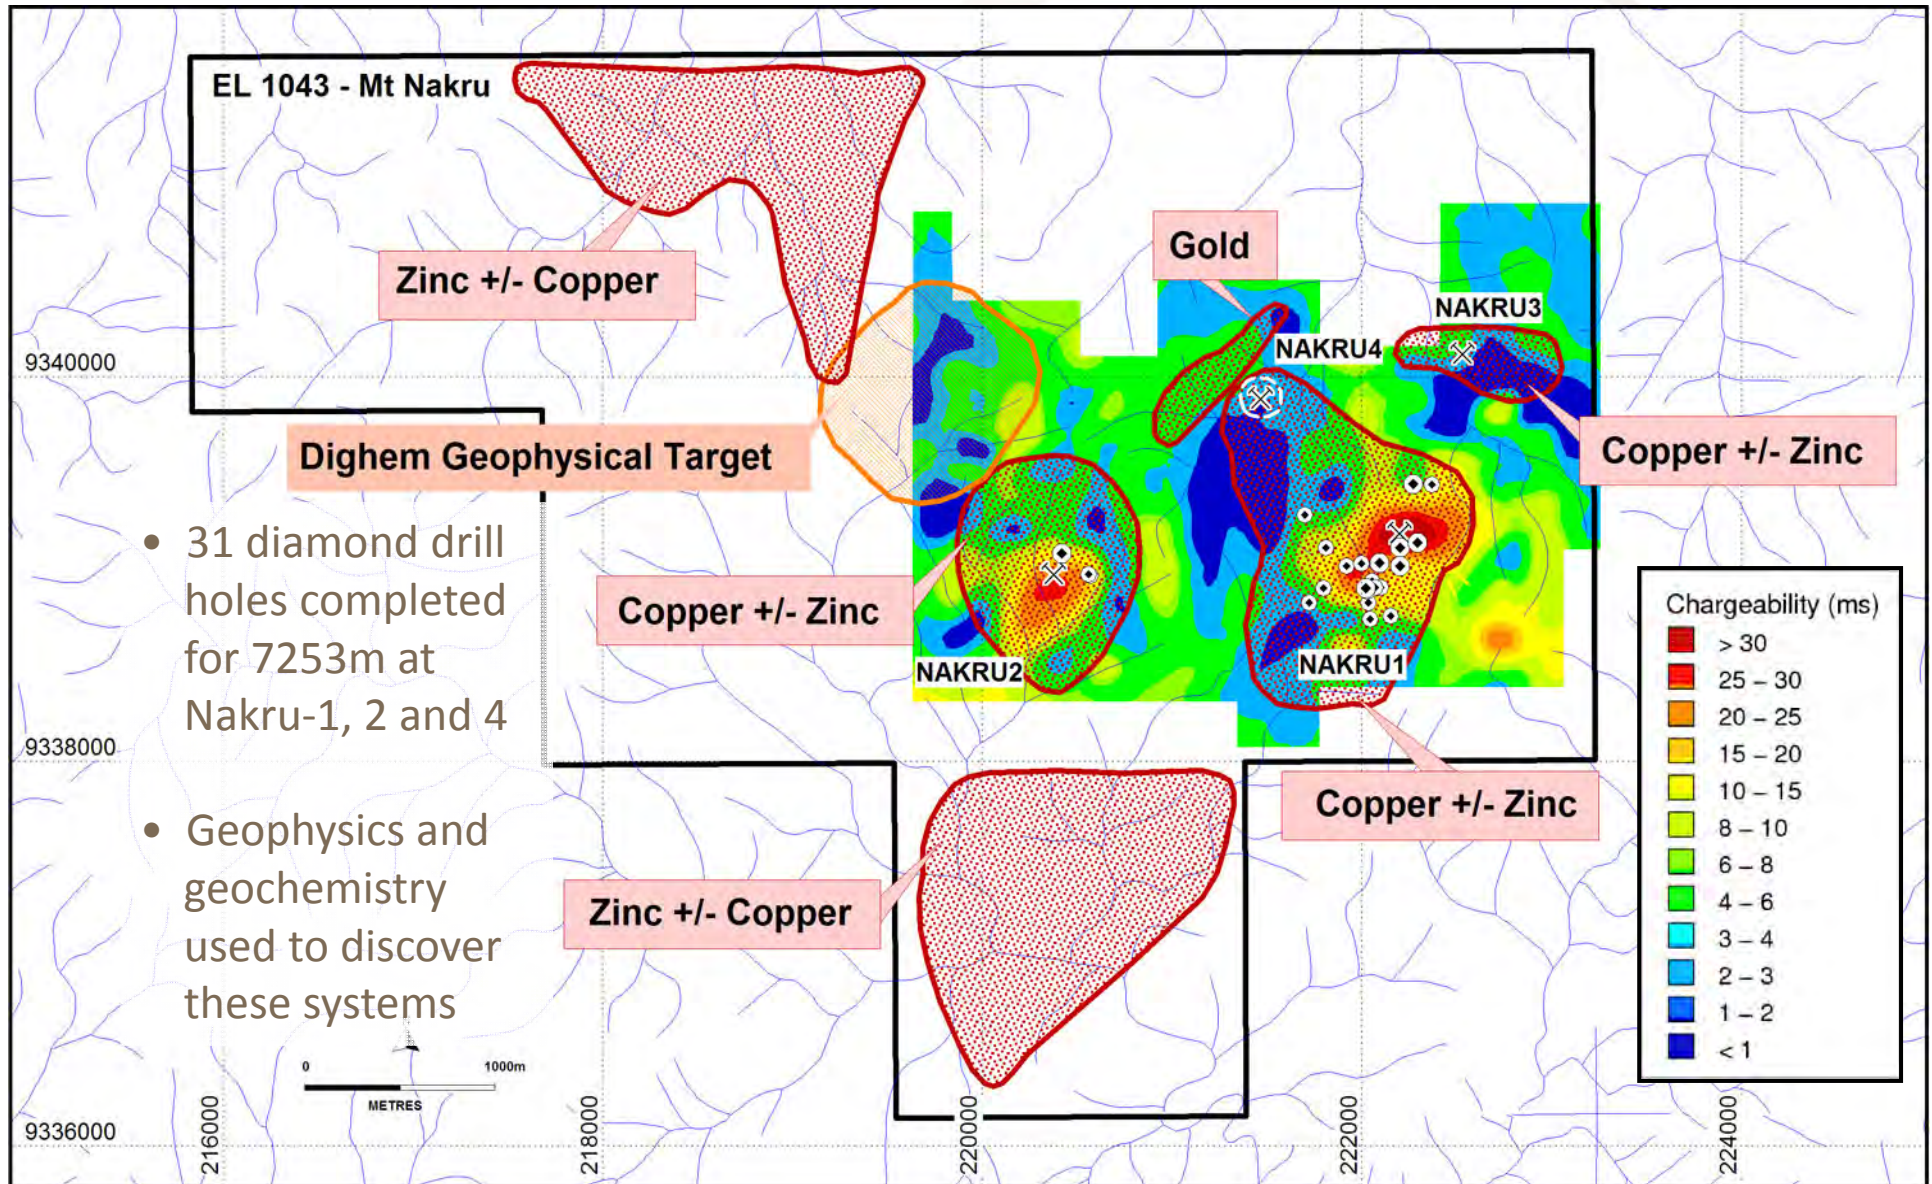 EL 1043 - Mt Nakru
Zinc +/- Copper
Gold
NAKRU3
NAKRU4
9340000
Dighem Geophysical Target
Copper +/- Zinc
• 31 diamond drill
holes completed
for 7253m at
Nakru-1, 2 and 4
Copper +/- Zinc
NAKRU2
NAKRU1
9338000
Copper +/- Zinc
• Geophysics and
geochemistry
used to discover
these systems
Zinc +/- Copper
Chargeability (ms)
> 30
25 – 30
20 – 25
15 – 20
10 – 15
8 – 10
6 – 8
4 – 6
3 – 4
2 – 3
1 – 2
< 1
0 1000m
METRES
9336000
216000
218000
220000
222000
224000